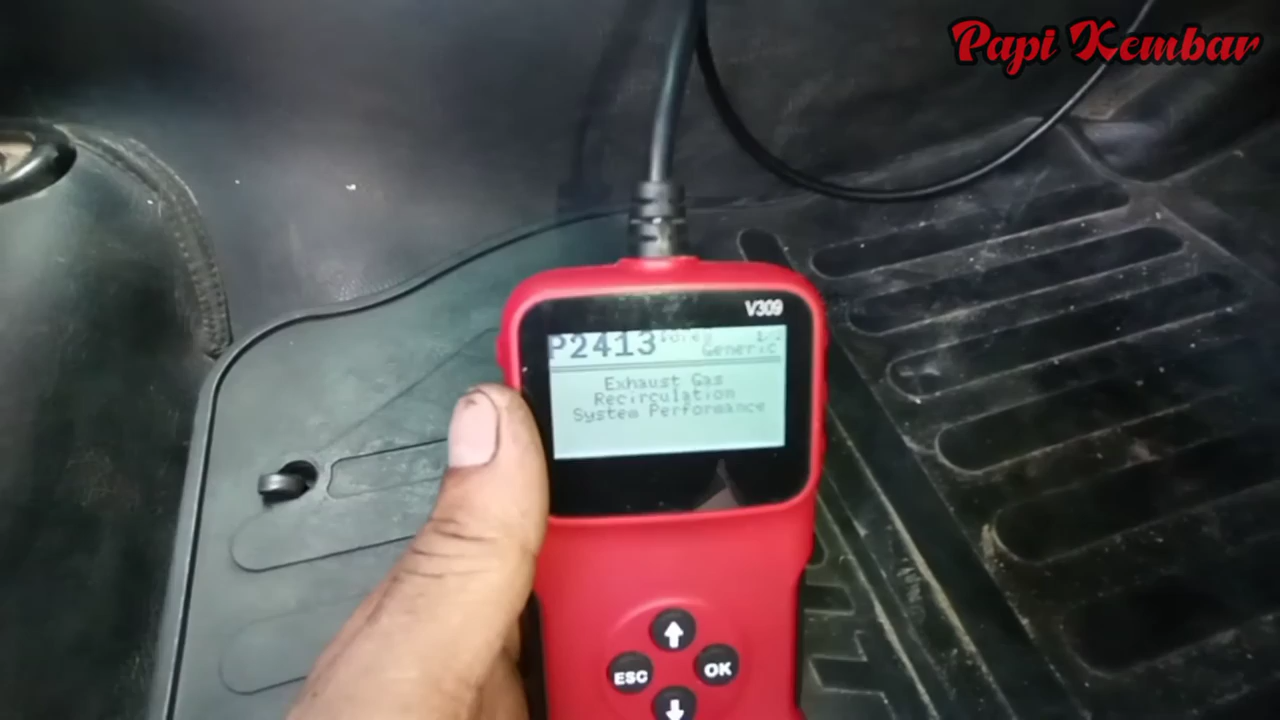 Papi Kembar
V309
P2413
Generic
Exhaust Gas
Recirculation
System Performance
ESC
OK